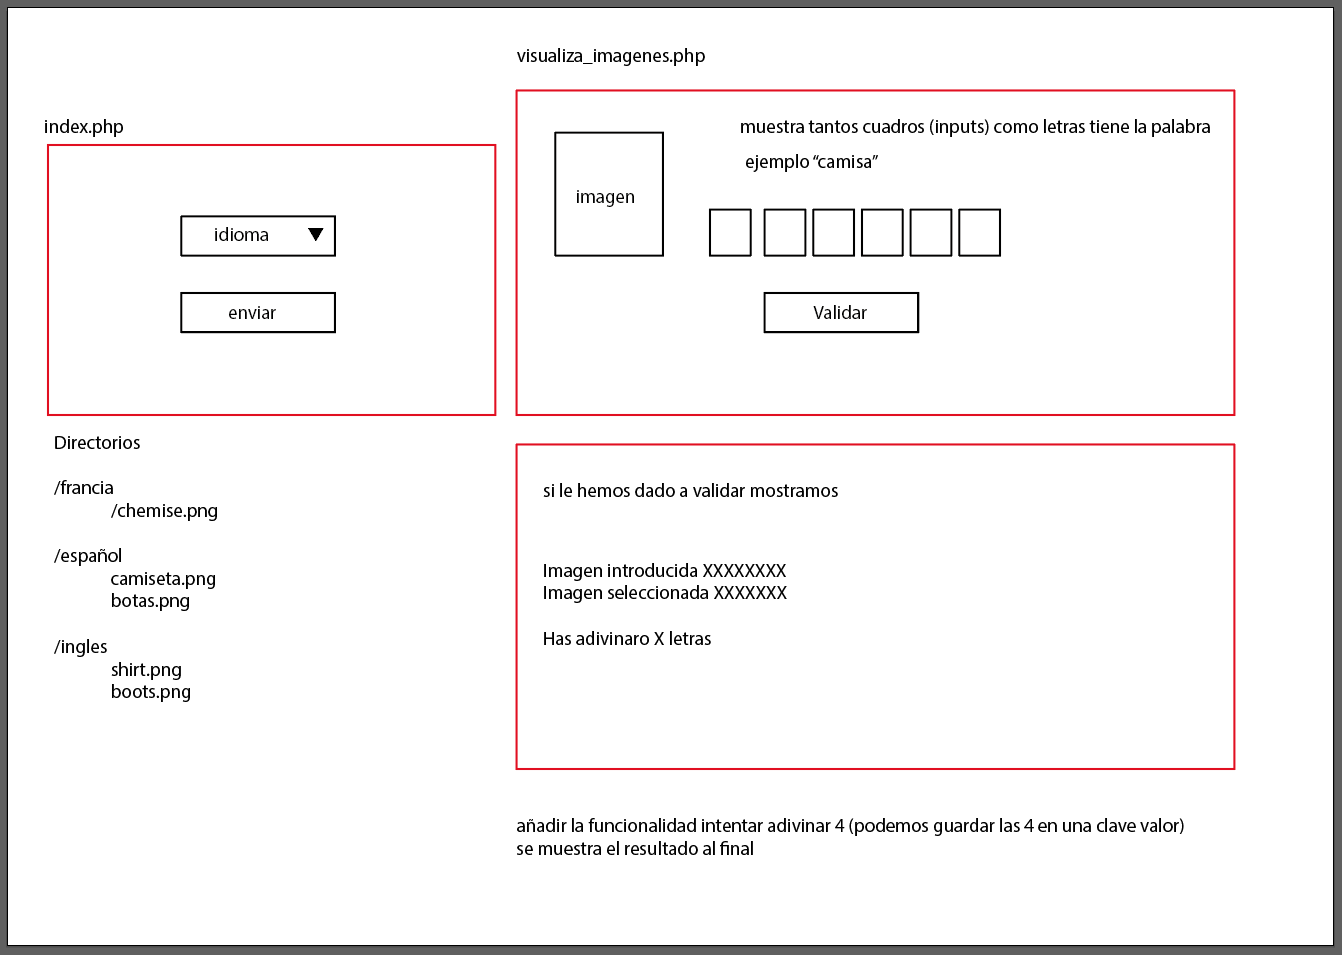 index.php
idioma
enviar
Directorios
/francia
/chemise.png
/español
camiseta.png
botas.png
/ingles
shirt.png
boots.png
visualiza_imagenes.php
imagen
muestra tantos cuadros (inputs) como letras tiene la palabra
ejemplo “camisa”
Validar
si le hemos dado a validar mostramos
Imagen introducida XXXXXXXX
Imagen seleccionada XXXXXXX
Has adivinaro X letras
añadir la funcionalidad intentar adivinar 4 (podemos guardar las 4 en una clave valor)
se muestra el resultado al final